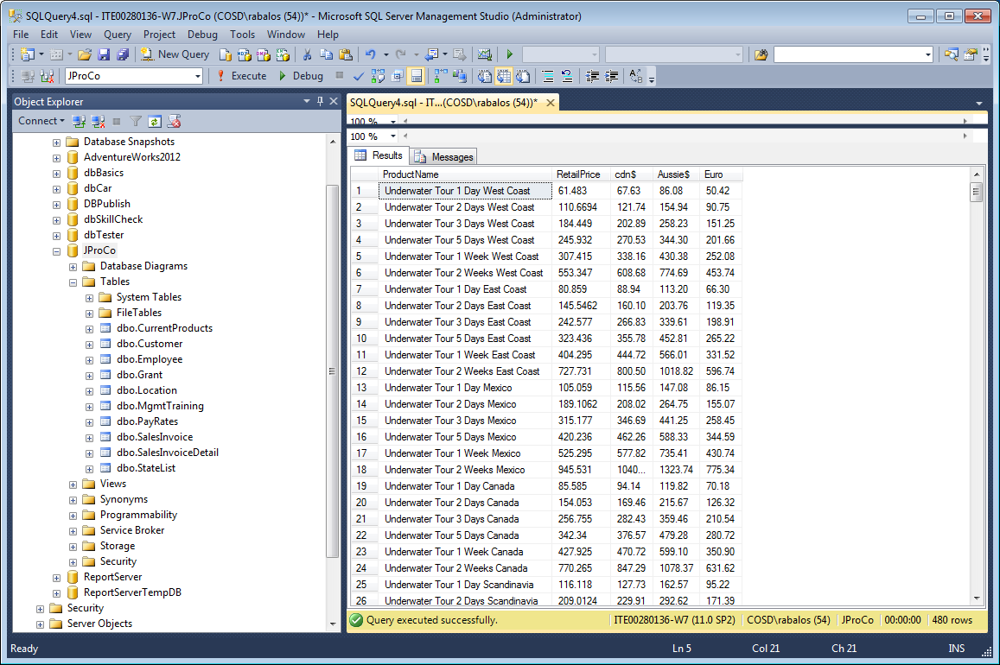 SQLQuery4.sql - ITE00280136-W7.JProCo (COSD\rabalos (54))* - Microsoft SQL Server Management Studio (Administrator)
File Edit View Query Project Debug Tools Window Help
New Query
JProCo Execute Debug
Object Explorer
Connect
Database Snapshots
AdventureWorks2012
dbBasics
dbCar
DBPublish
dbSkillCheck
dbTester
JProCo
Database Diagrams
Tables
System Tables
FileTables
dbo.CurrentProducts
dbo.Customer
dbo.Employee
dbo.Grant
dbo.Location
dbo.MgmtTraining
dbo.PayRates
dbo.SalesInvoice
dbo.SalesInvoiceDetail
dbo.StateList
Views
Synonyms
Programmability
Service Broker
Storage
Security
ReportServer
ReportServerTempDB
Security
Server Objects
SQLQuery4.sql - IT...(COSD\rabalos (54))*
100 %
100 %
Results Messages
ProductName RetailPrice cdn$ Aussie$ Euro
1 Underwater Tour 1 Day West Coast 61.483 67.63 86.08 50.42
2 Underwater Tour 2 Days West Coast 110.6694 121.74 154.94 90.75
3 Underwater Tour 3 Days West Coast 184.449 202.89 258.23 151.25
4 Underwater Tour 5 Days West Coast 245.932 270.53 344.30 201.66
5 Underwater Tour 1 Week West Coast 307.415 338.16 430.38 252.08
6 Underwater Tour 2 Weeks West Coast 553.347 608.68 774.69 453.74
7 Underwater Tour 1 Day East Coast 80.859 88.94 113.20 66.30
8 Underwater Tour 2 Days East Coast 145.5462 160.10 203.76 119.35
9 Underwater Tour 3 Days East Coast 242.577 266.83 339.61 198.91
10 Underwater Tour 5 Days East Coast 323.436 355.78 452.81 265.22
11 Underwater Tour 1 Week East Coast 404.295 444.72 566.01 331.52
12 Underwater Tour 2 Weeks East Coast 727.731 800.50 1018.82 596.74
13 Underwater Tour 1 Day Mexico 105.059 115.56 147.08 86.15
14 Underwater Tour 2 Days Mexico 189.1062 208.02 264.75 155.07
15 Underwater Tour 3 Days Mexico 315.177 346.69 441.25 258.45
16 Underwater Tour 5 Days Mexico 420.236 462.26 588.33 344.59
17 Underwater Tour 1 Week Mexico 525.295 577.82 735.41 430.74
18 Underwater Tour 2 Weeks Mexico 945.531 1040... 1323.74 775.34
19 Underwater Tour 1 Day Canada 85.585 94.14 119.82 70.18
20 Underwater Tour 2 Days Canada 154.053 169.46 215.67 126.32
21 Underwater Tour 3 Days Canada 256.755 282.43 359.46 210.54
22 Underwater Tour 5 Days Canada 342.34 376.57 479.28 280.72
23 Underwater Tour 1 Week Canada 427.925 470.72 599.10 350.90
24 Underwater Tour 2 Weeks Canada 770.265 847.29 1078.37 631.62
25 Underwater Tour 1 Day Scandinavia 116.118 127.73 162.57 95.22
26 Underwater Tour 2 Days Scandinavia 209.0124 229.91 292.62 171.39
Query executed successfully. ITE00280136-W7 (11.0 SP2) COSD\rabalos (54) JProCo 00:00:00 480 rows
Ready Ln 5 Col 21 Ch 21 INS